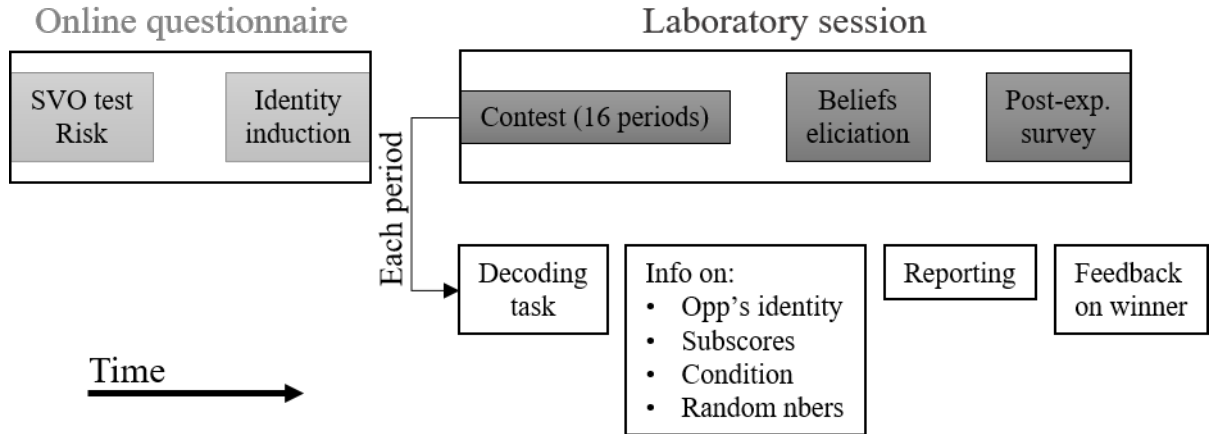 Online questionnaire
Laboratory session
SVO test
Risk
Identity
induction
Contest (16 periods)
Beliefs
eliciation
Post-exp.
survey
Each period
Decoding
task
Info on:
• Opp's identity
• Subscores
• Condition
• Random nbers
Reporting
Feedback
on winner
Time